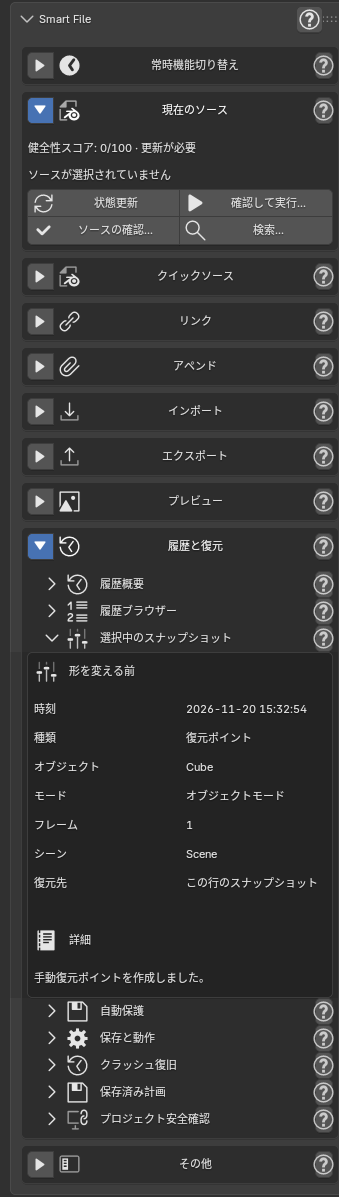 Smart File
常時機能切り替え
現在のソース
健全性スコア: 0/100 · 更新が必要
ソースが選択されていません
状態更新 確認して実行...
ソースの確認... 検索...
クイックソース
リンク
アペンド
インポート
エクスポート
プレビュー
履歴と復元
履歴概要
履歴ブラウザー
選択中のスナップショット
形を変える前
時刻 2026-11-20 15:32:54
種類 復元ポイント
オブジェクト Cube
モード オブジェクトモード
フレーム 1
シーン Scene
復元先 この行のスナップショット
詳細
手動復元ポイントを作成しました。
自動保護
保存と動作
クラッシュ復旧
保存済み計画
プロジェクト安全確認
その他